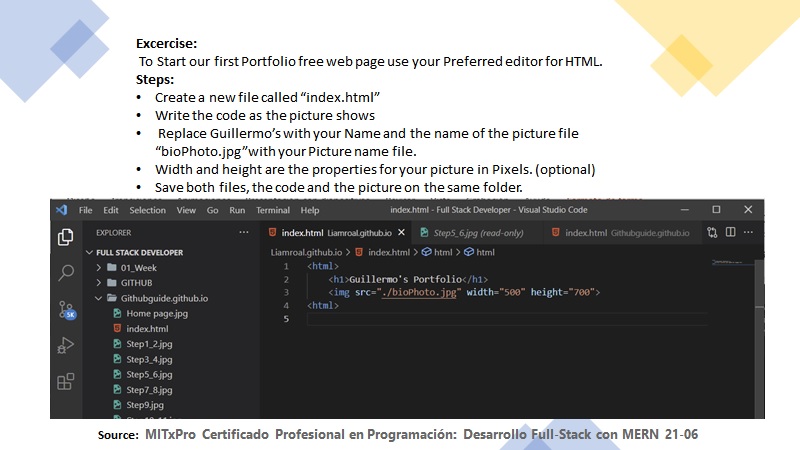 Excercise:
To Start our first Portfolio free web page use your Preferred editor for HTML.
Steps:
• Create a new file called “index.html”
• Write the code as the picture shows
• Replace Guillermo’s with your Name and the name of the picture file
“bioPhoto.jpg”with your Picture name file.
• Width and height are the properties for your picture in Pixels. (optional)
• Save both files, the code and the picture on the same folder.
File Edit Selection View Go Run Terminal Help index.html - Full Stack Developer - Visual Studio Code
EXPLORER ··· index.html Liamroal.github.io × Step5_6.jpg (read-only) index.html Githubguide.github.io ···
FULL STACK DEVELOPER Liamroal.github.io > index.html > html > html
01_Week
GITHUB
Githubguide.github.io
Home page.jpg
index.html
Step1_2.jpg
Step3_4.jpg
Step5_6.jpg
Step7_8.jpg
Step9.jpg
5K
1 <html>
2 <h1>Guillermo's Portfolio</h1>
3 <img src="./bioPhoto.jpg" width="500" height="700">
4 <html>
5
Source: MITxPro Certificado Profesional en Programación: Desarrollo Full-Stack con MERN 21-06